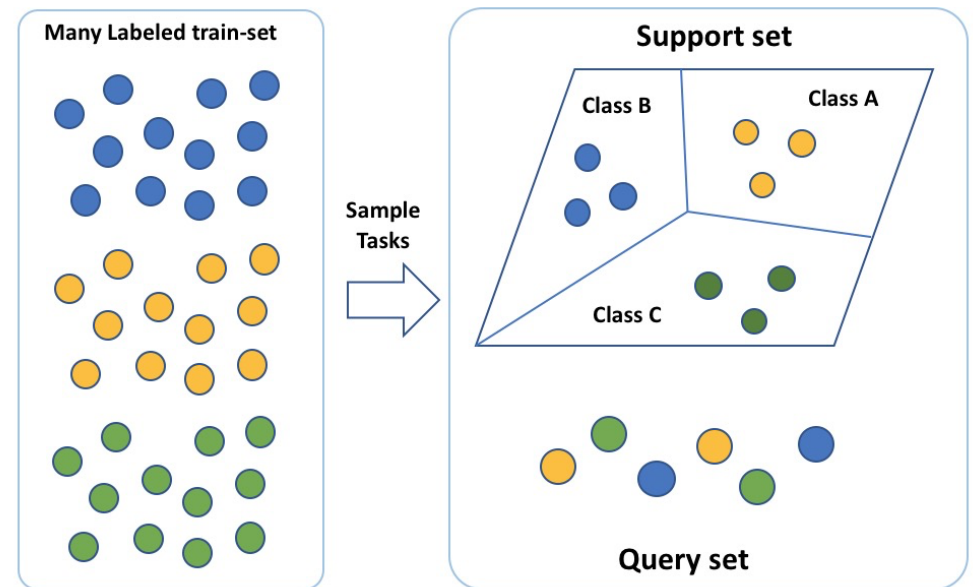 Many Labeled train-set
Support set
Class B
Class A
Sample
Tasks
Class C
Query set